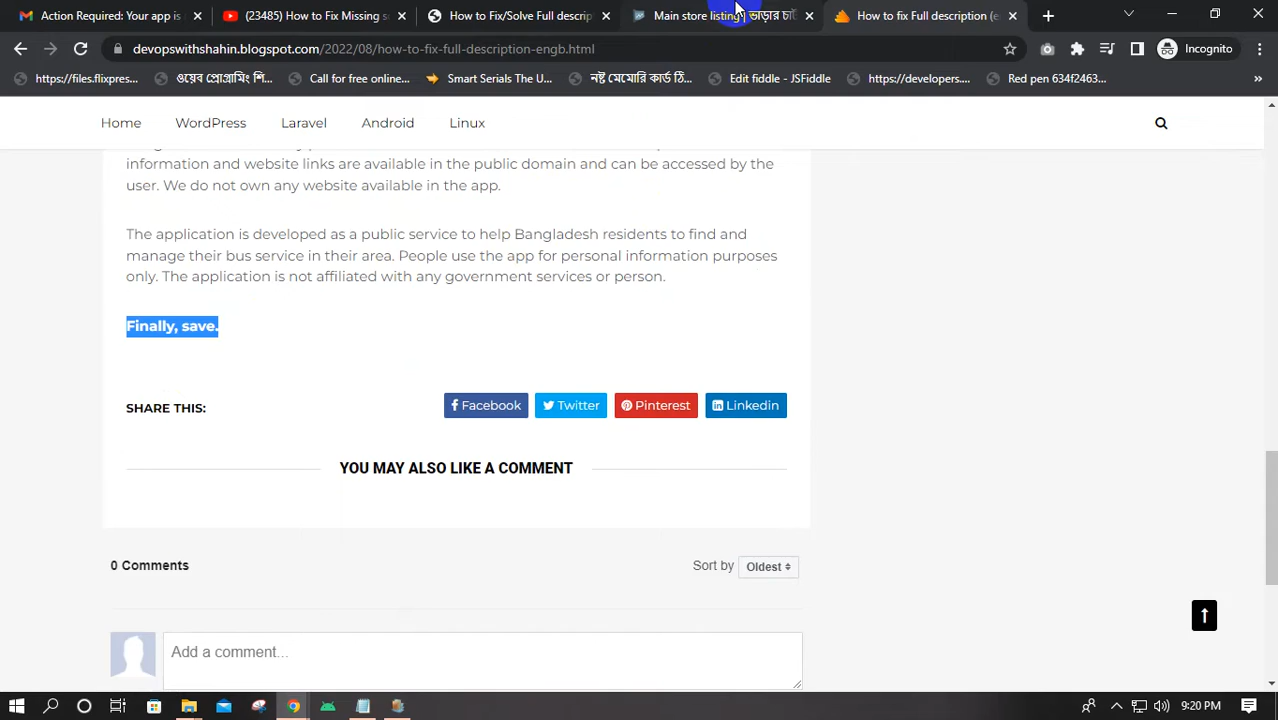 Action Required: Your app is
(23485) How to Fix Missing s
How to Fix/Solve Full descrip
Main store listing | ভাড়ার চার্ট
How to fix Full description (e
devopswithshahin.blogspot.com/2022/08/how-to-fix-full-description-engb.html
Incognito
https://files.flixpres...
ওয়েব প্রোগ্রামিং শি...
Call for free online...
Smart Serials The U...
নষ্ট মেমোরি কার্ড ঠি...
Edit fiddle - JSFiddle
https://developers....
Red pen 634f2463...
Home
WordPress
Laravel
Android
Linux
information and website links are available in the public domain and can be accessed by the
user. We do not own any website available in the app.
The application is developed as a public service to help Bangladesh residents to find and
manage their bus service in their area. People use the app for personal information purposes
only. The application is not affiliated with any government services or person.
Finally, save.
SHARE THIS:
Facebook
Twitter
Pinterest
Linkedin
YOU MAY ALSO LIKE A COMMENT
0 Comments
Sort by
Oldest
Add a comment...
9:20 PM